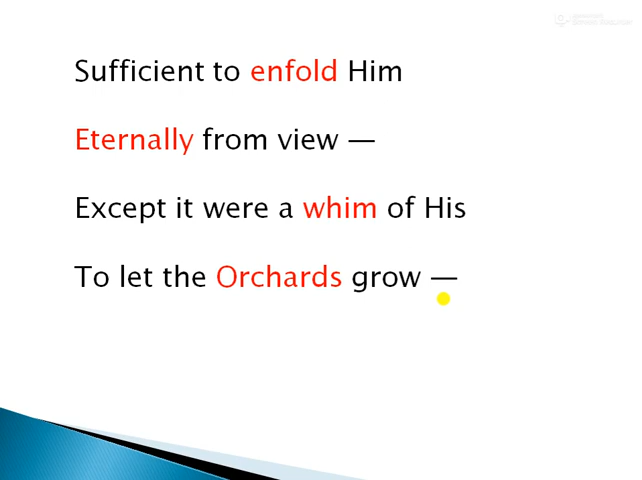 Sufficient to enfold Him
Eternally from view —
Except it were a whim of His
To let the Orchards grow —